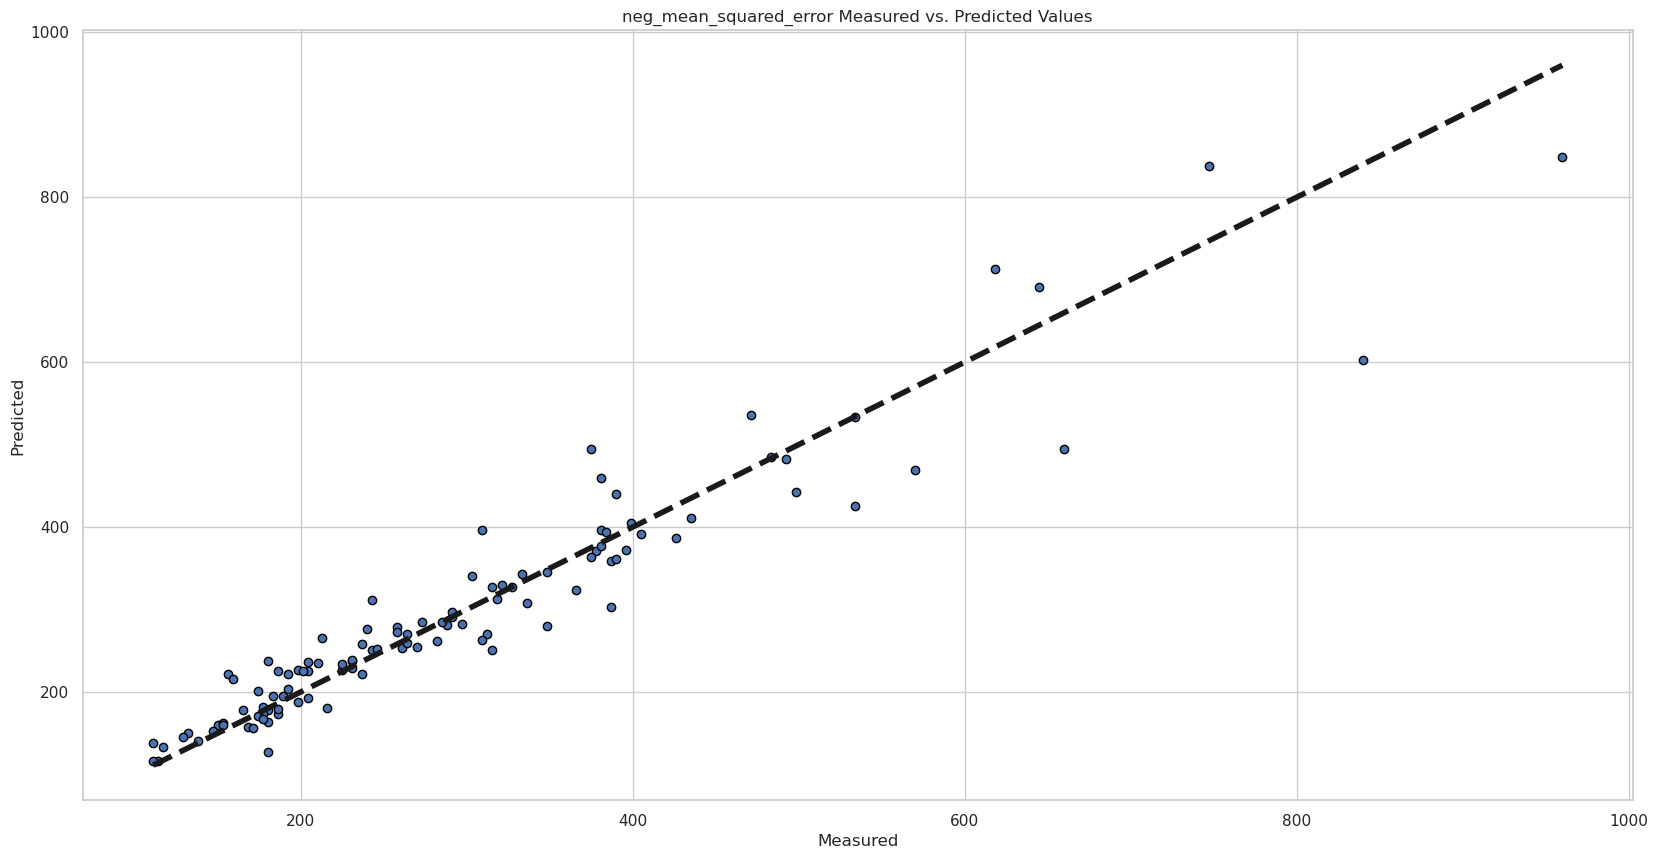 neg_mean_squared_error Measured vs. Predicted Values
1000
800
600
400
200
Predicted
200 400 600 800 1000
Measured